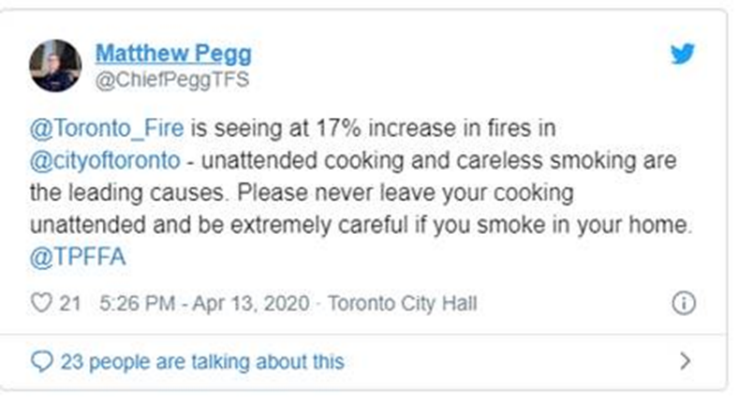 Matthew Pegg
@ChiefPeggTFS
@Toronto_Fire is seeing at 17% increase in fires in
@cityoftoronto - unattended cooking and careless smoking are
the leading causes. Please never leave your cooking
unattended and be extremely careful if you smoke in your home.
@TPFFA
21 5:26 PM - Apr 13, 2020 · Toronto City Hall
23 people are talking about this